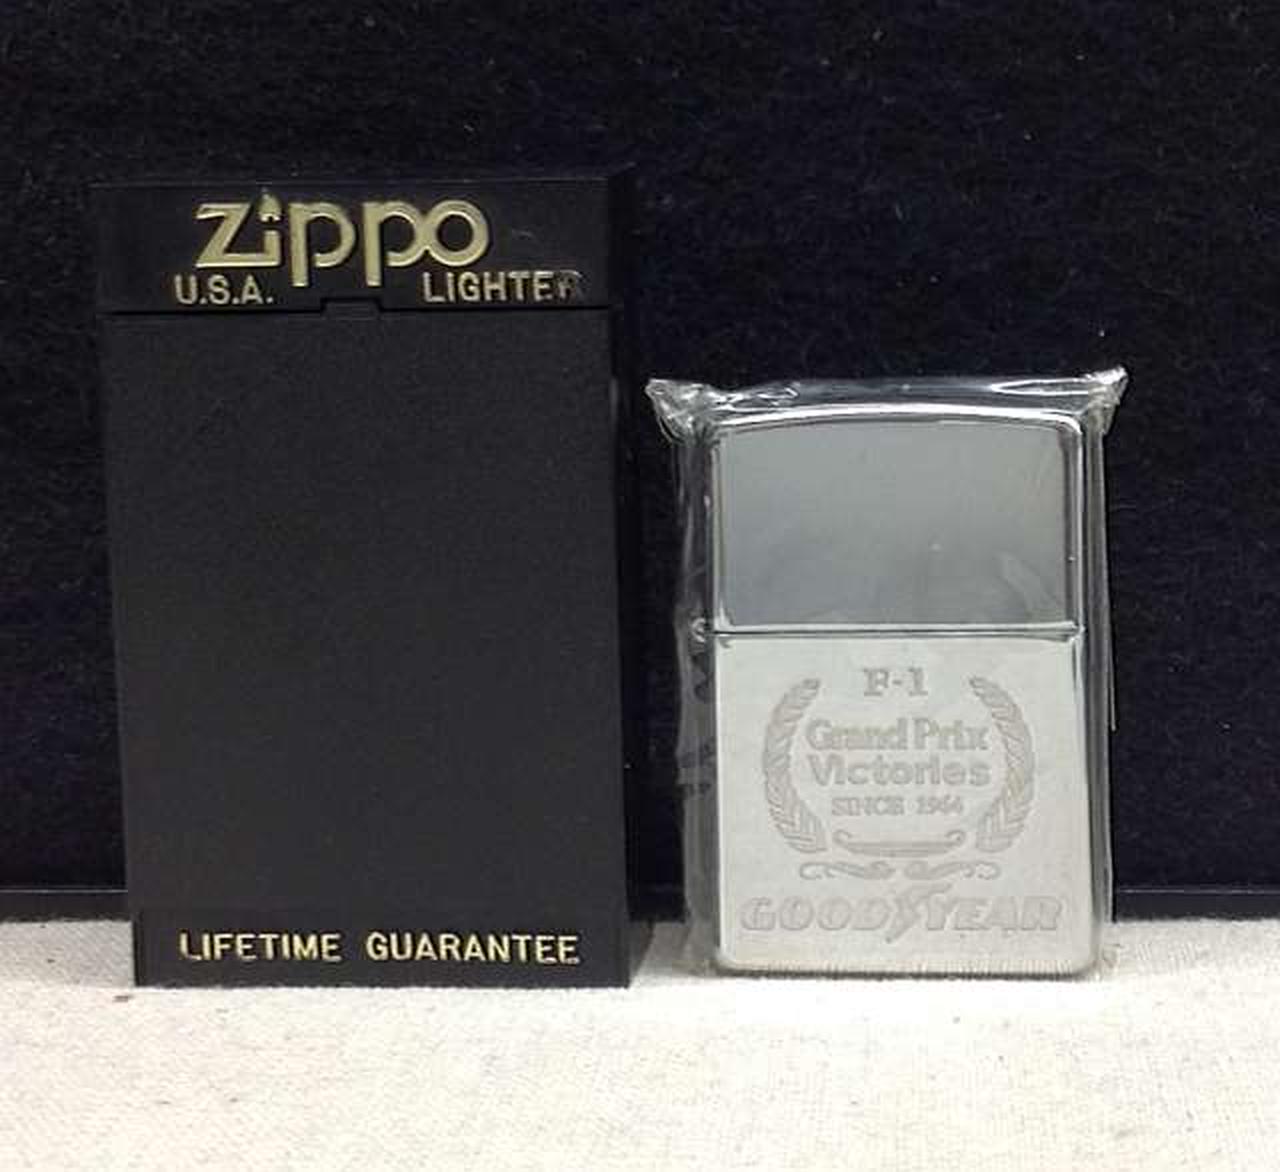 Zippo
U.S.A. LIGHTER
LIFETIME GUARANTEE
F-1
Grand Prix
Victories
SINCE 1964
GOODYEAR